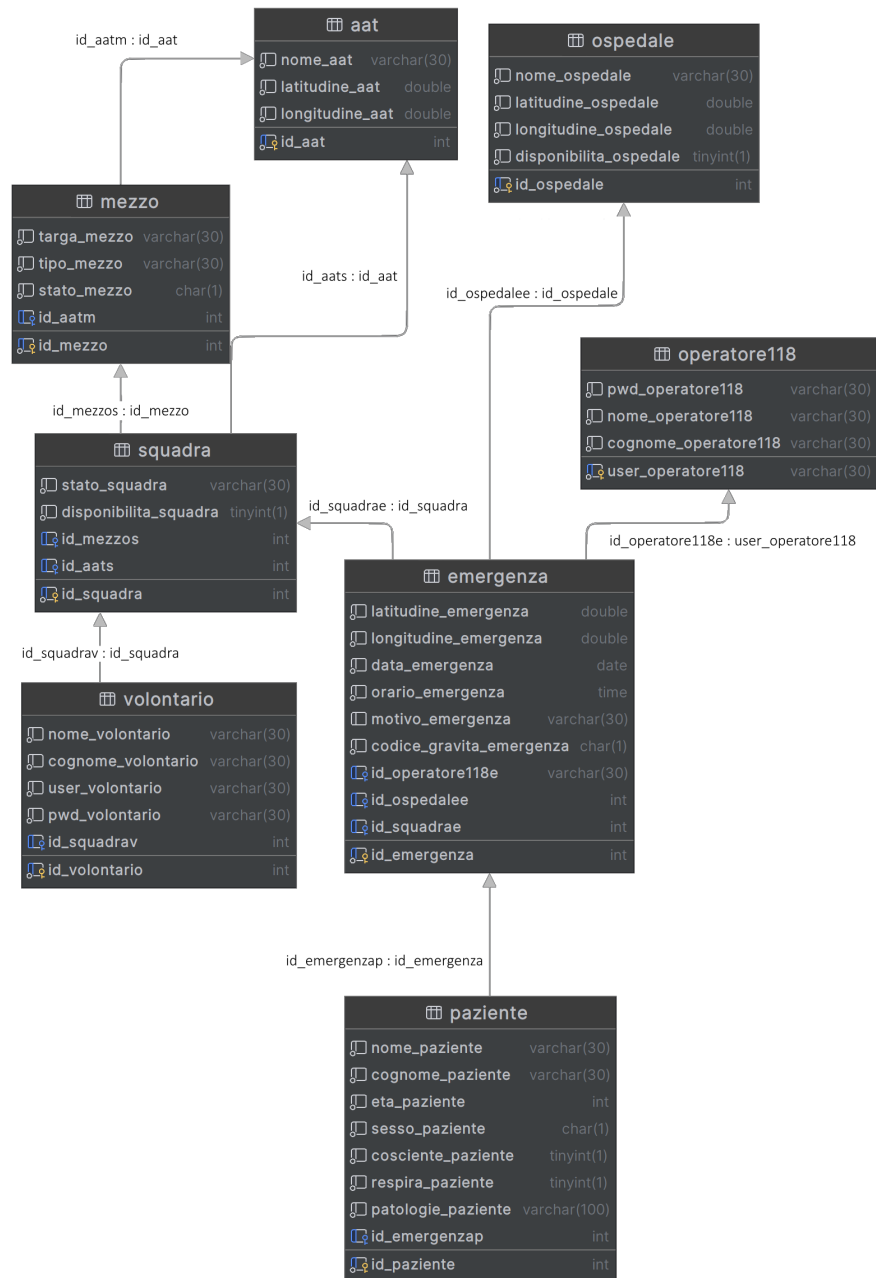 id_aatm : id_aat
aat
nome_aat varchar(30)
latitudine_aat double
longitudine_aat double
id_aat int
ospedale
nome_ospedale varchar(30)
latitudine_ospedale double
longitudine_ospedale double
disponibilita_ospedale tinyint(1)
id_ospedale int
mezzo
targa_mezzo varchar(30)
tipo_mezzo varchar(30)
stato_mezzo char(1)
id_aatm int
id_mezzo int
id_aats : id_aat
id_ospedalee : id_ospedale
operatore118
pwd_operatore118 varchar(30)
nome_operatore118 varchar(30)
cognome_operatore118 varchar(30)
user_operatore118 varchar(30)
id_mezzos : id_mezzo
squadra
stato_squadra varchar(30)
disponibilita_squadra tinyint(1)
id_mezzos int
id_aats int
id_squadra int
id_squadrae : id_squadra
id_operatore118e : user_operatore118
emergenza
latitudine_emergenza double
longitudine_emergenza double
data_emergenza date
orario_emergenza time
motivo_emergenza varchar(30)
codice_gravita_emergenza char(1)
id_operatore118e varchar(30)
id_ospedalee int
id_squadrae int
id_emergenza int
id_squadrav : id_squadra
volontario
nome_volontario varchar(30)
cognome_volontario varchar(30)
user_volontario varchar(30)
pwd_volontario varchar(30)
id_squadrav int
id_volontario int
id_emergenzap : id_emergenza
paziente
nome_paziente varchar(30)
cognome_paziente varchar(30)
eta_paziente int
sesso_paziente char(1)
cosciente_paziente tinyint(1)
respira_paziente tinyint(1)
patologie_paziente varchar(100)
id_emergenzap int
id_paziente int